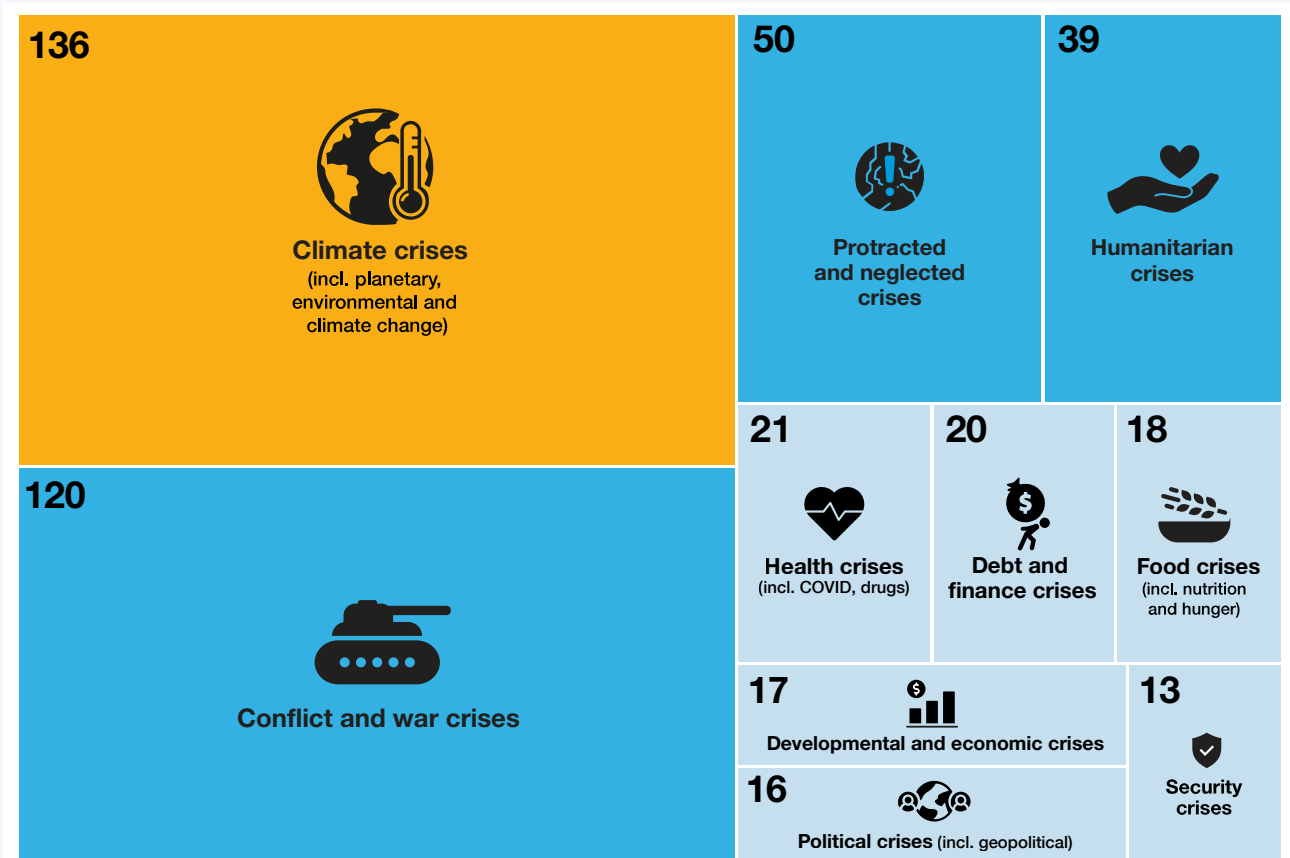 136
Climate crises
(incl. planetary,
environmental and
climate change)
120
Conflict and war crises
50
Protracted
and neglected
crises
39
Humanitarian
crises
21
Health crises
(incl. COVID, drugs)
20
$
Debt and
finance crises
18
Food crises
(incl. nutrition
and hunger)
17
$
Developmental and economic crises
16
Political crises (incl. geopolitical)
13
Security
crises